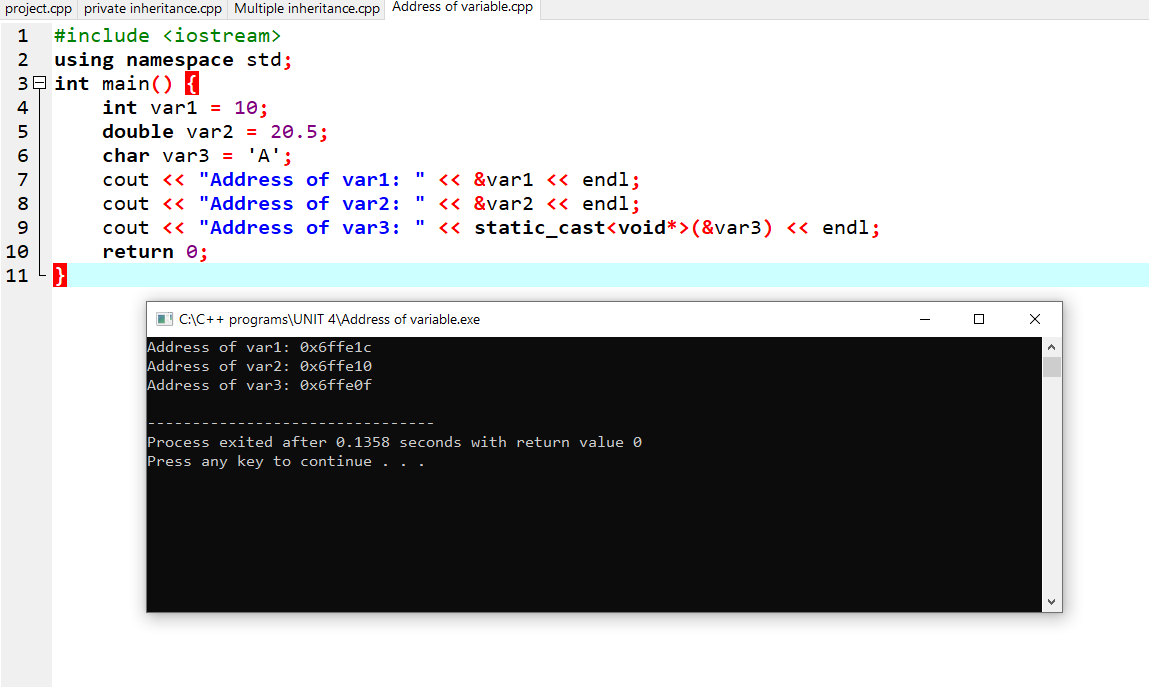 project.cpp private inheritance.cpp Multiple inheritance.cpp Address of variable.cpp
1 #include <iostream>
2 using namespace std;
3 int main() {
4 int var1 = 10;
5 double var2 = 20.5;
6 char var3 = 'A';
7 cout << "Address of var1: " << &var1 << endl;
8 cout << "Address of var2: " << &var2 << endl;
9 cout << "Address of var3: " << static_cast<void*>(&var3) << endl;
10 return 0;
11 }
C:\C++ programs\UNIT 4\Address of variable.exe
Address of var1: 0x6ffe1c
Address of var2: 0x6ffe10
Address of var3: 0x6ffe0f
--------------------------------
Process exited after 0.1358 seconds with return value 0
Press any key to continue . . .